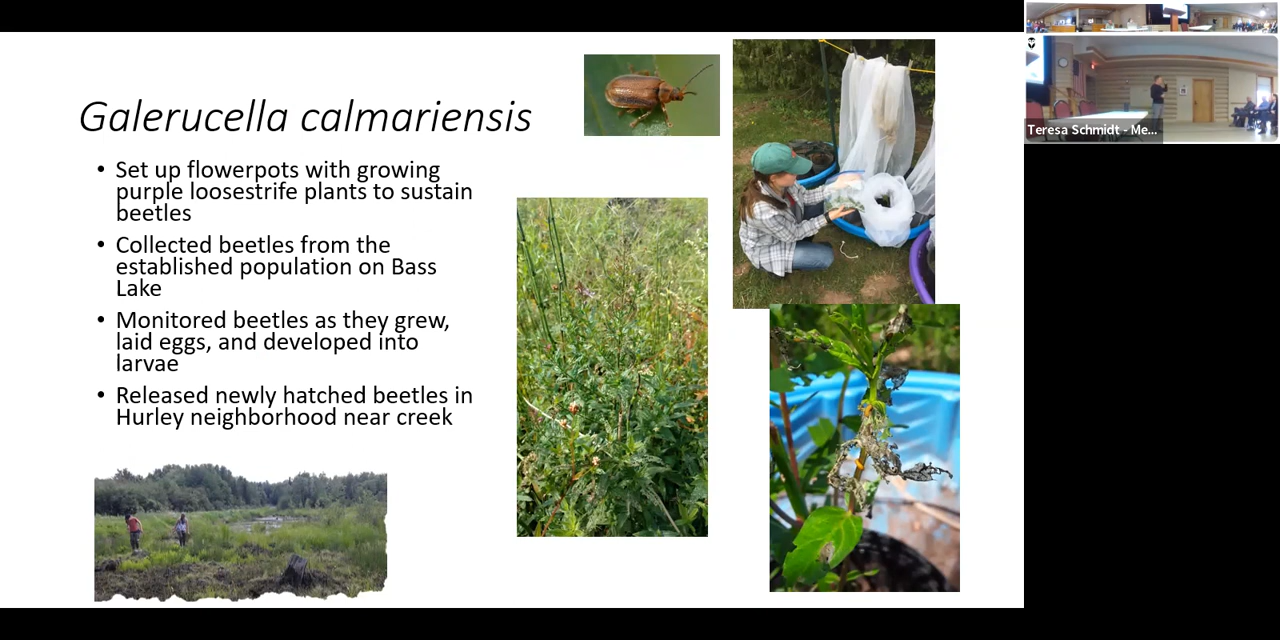 Galerucella calmariensis
• Set up flowerpots with growing
purple loosestrife plants to sustain
beetles
• Collected beetles from the
established population on Bass
Lake
• Monitored beetles as they grew,
laid eggs, and developed into
larvae
• Released newly hatched beetles in
Hurley neighborhood near creek
Teresa Schmidt - Me...